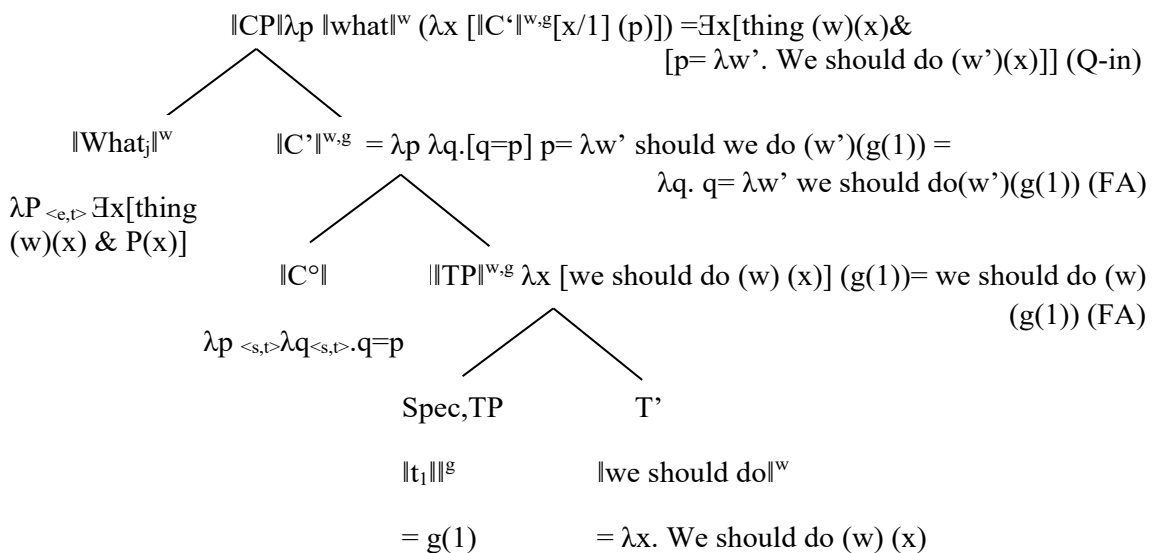 ‖CP‖λp ‖what‖ʷ (λx [‖C‘‖ʷ,ᵍ[x/1] (p)]) =∃x[thing (w)(x)&
[p= λw’. We should do (w’)(x)]] (Q-in)
‖Whatⱼ‖ʷ ‖C’‖ʷ,ᵍ = λp λq.[q=p] p= λw’ should we do (w’)(g(1)) =
λq. q= λw’ we should do(w’)(g(1)) (FA)
λP <e,t> ∃x[thing
(w)(x) & P(x)]
‖C°‖ ‖‖TP‖ʷ,ᵍ λx [we should do (w) (x)] (g(1))= we should do (w)
(g(1)) (FA)
λp <s,t>λq<s,t>.q=p
Spec,TP T’
‖t₁‖‖ᵍ ‖we should do‖ʷ
= g(1) = λx. We should do (w) (x)